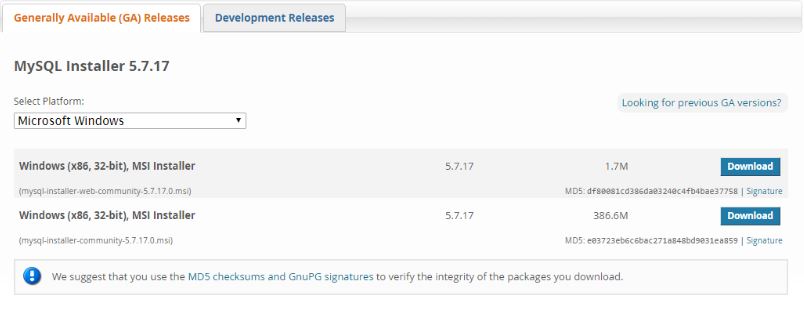 Generally Available (GA) Releases
Development Releases
MySQL Installer 5.7.17
Select Platform:
Looking for previous GA versions?
Microsoft Windows
Windows (x86, 32-bit), MSI Installer 5.7.17 1.7M Download
(mysql-installer-web-community-5.7.17.0.msi) MD5: df80081cd386da03240c4fb4bae37758 | Signature
Windows (x86, 32-bit), MSI Installer 5.7.17 386.6M Download
(mysql-installer-community-5.7.17.0.msi) MD5: e03723eb6c6bac271a848bd9031ea859 | Signature
We suggest that you use the MD5 checksums and GnuPG signatures to verify the integrity of the packages you download.